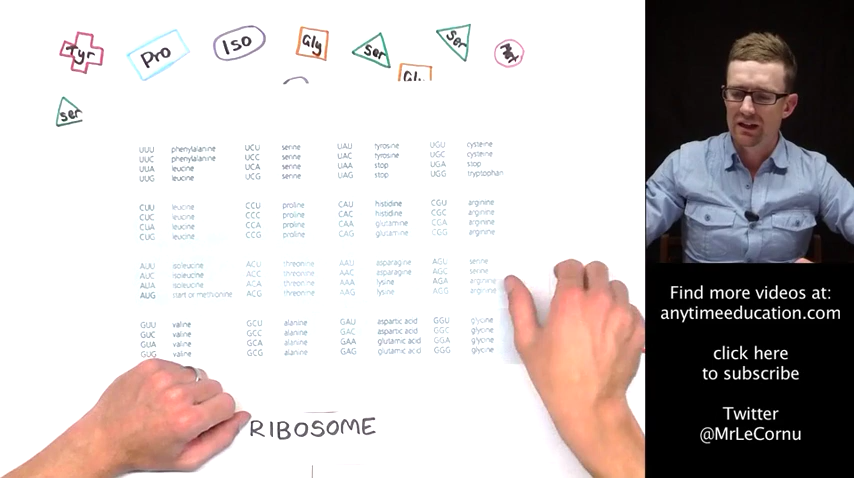 Tyr Pro Iso Gly ser ser
ser
UUU phenylalanine UCU serine UAU tyrosine UGU cysteine
UUC phenylalanine UCC serine UAC tyrosine UGC cysteine
UUA leucine UCA serine UAA stop UGA stop
UUG leucine UCG serine UAG stop UGG tryptophan
CUU leucine CCU proline CAU histidine CGU arginine
CUC leucine CCC proline CAC histidine CGC arginine
CUA leucine CCA proline CAA glutamine CGA arginine
CUG leucine CCG proline CAG glutamine CGG arginine
AUU isoleucine ACU threonine AAU asparagine AGU serine
AUC isoleucine ACC threonine AAC asparagine AGC serine
AUA isoleucine ACA threonine AAA lysine AGA arginine
AUG start or methionine ACG threonine AAG lysine AGG arginine
GUU valine GCU alanine GAU aspartic acid GGU glycine
GUC valine GCC alanine GAC aspartic acid GGC glycine
GUA valine GCA alanine GAA glutamic acid GGA glycine
GUG valine GCG alanine GAG glutamic acid GGG glycine
RIBOSOME
Find more videos at:
anytimeeducation.com
click here
to subscribe
Twitter
@MrLeCornu